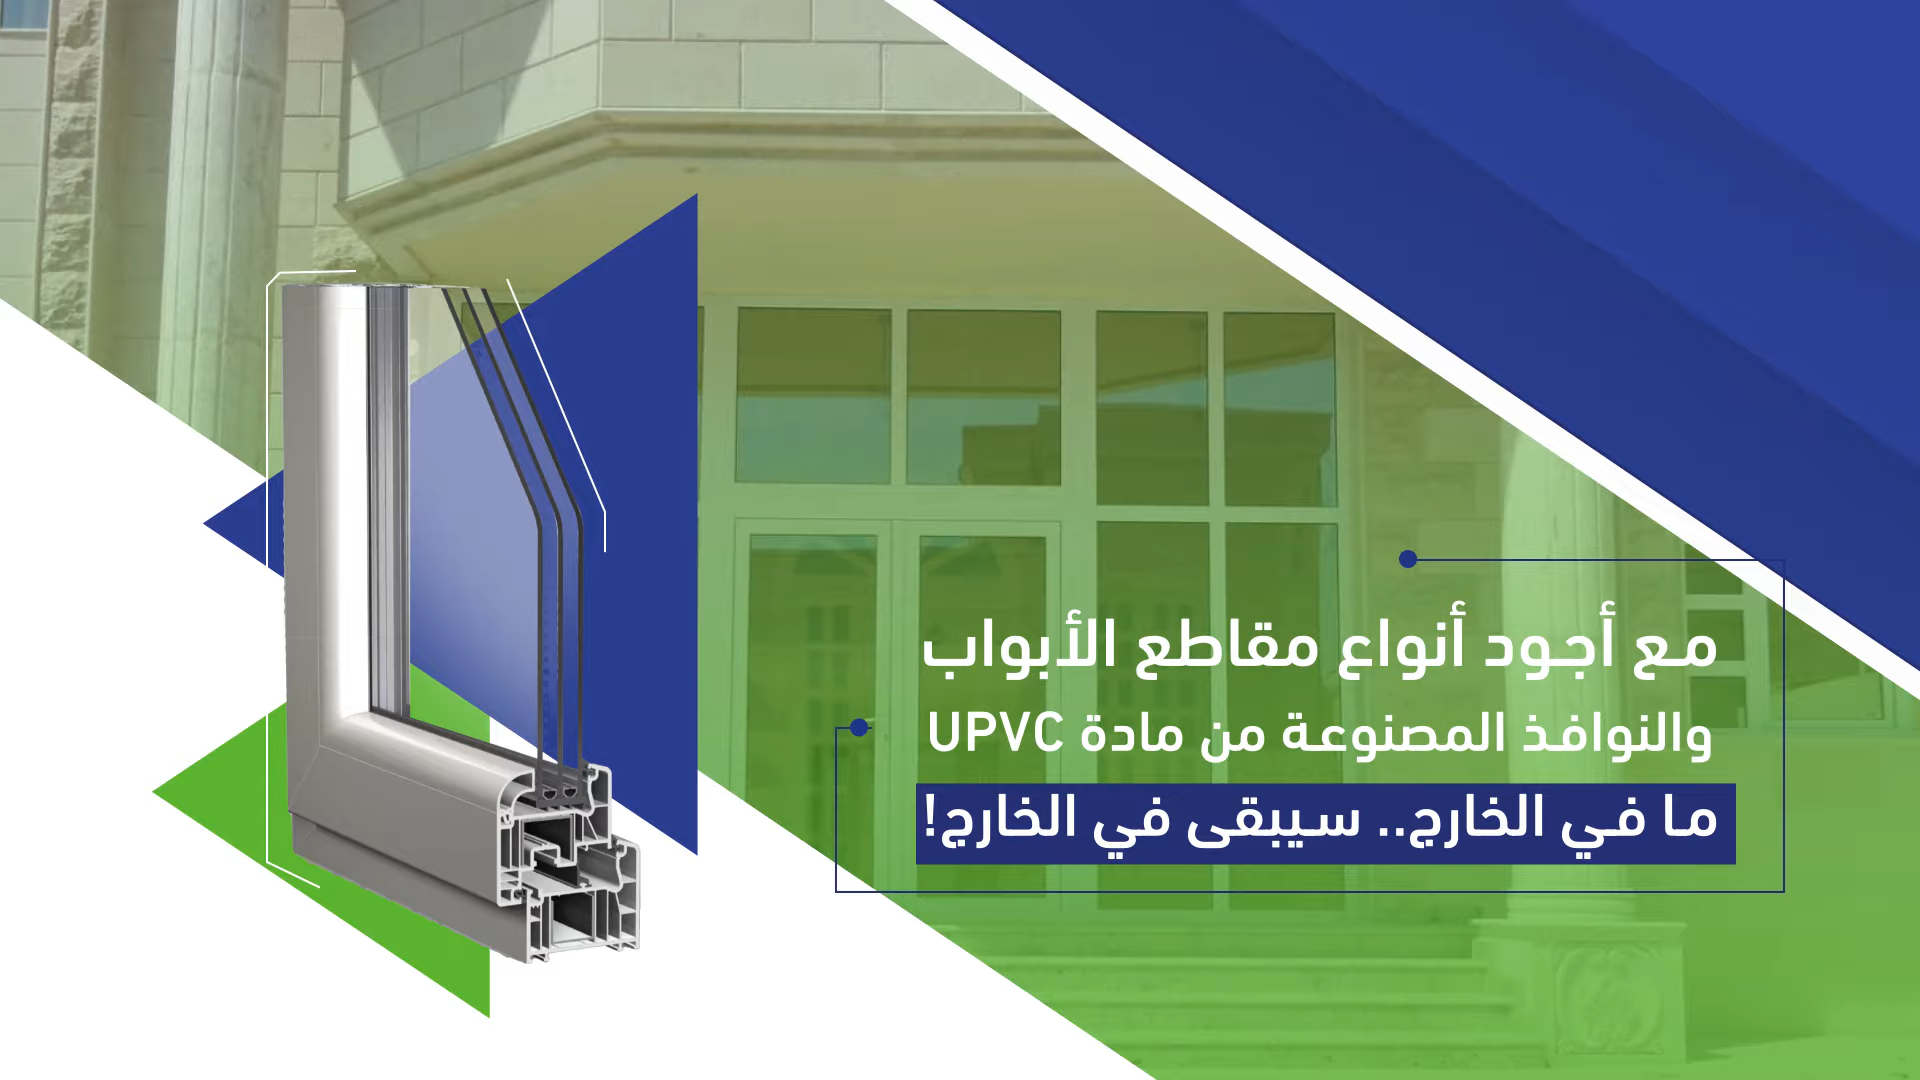 مع أجود أنواع مقاطع الأبواب
والنوافذ المصنوعة من مادة UPVC
ما في الخارج.. سيبقى في الخارج!